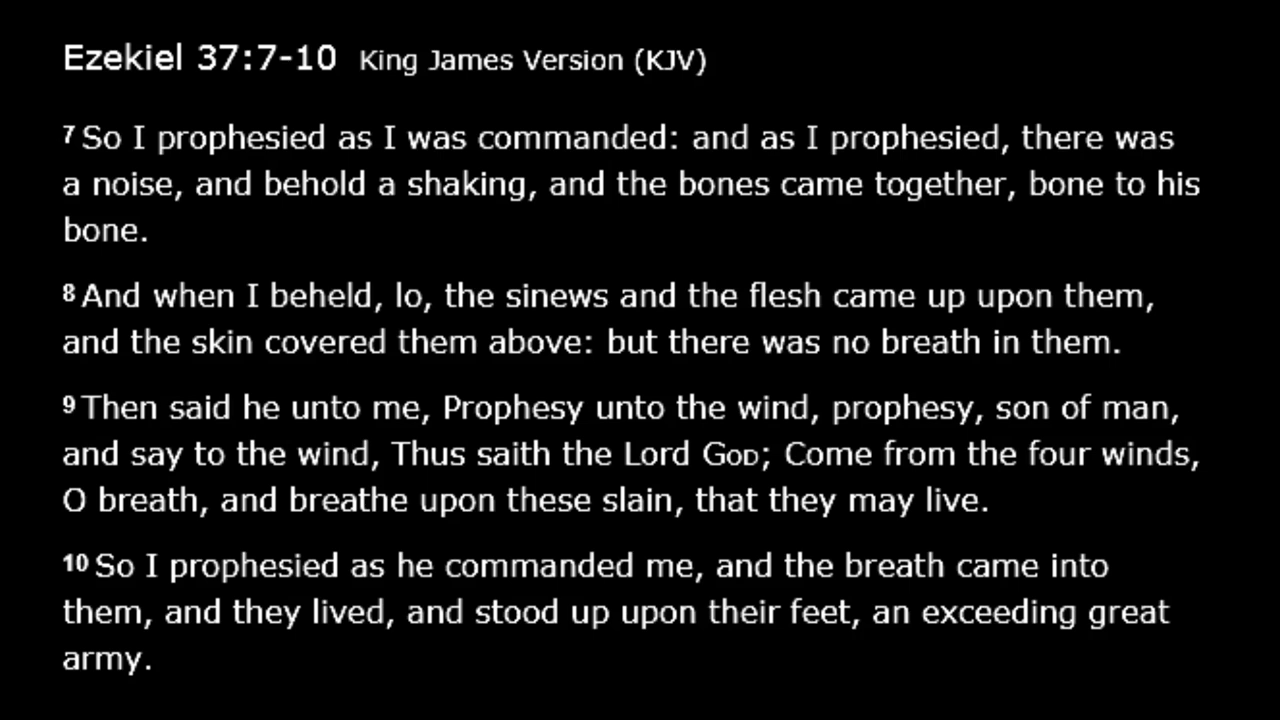 Ezekiel 37:7-10 King James Version (KJV)
7 So I prophesied as I was commanded: and as I prophesied, there was
a noise, and behold a shaking, and the bones came together, bone to his
bone.
8 And when I beheld, lo, the sinews and the flesh came up upon them,
and the skin covered them above: but there was no breath in them.
9 Then said he unto me, Prophesy unto the wind, prophesy, son of man,
and say to the wind, Thus saith the Lord God; Come from the four winds,
O breath, and breathe upon these slain, that they may live.
10 So I prophesied as he commanded me, and the breath came into
them, and they lived, and stood up upon their feet, an exceeding great
army.